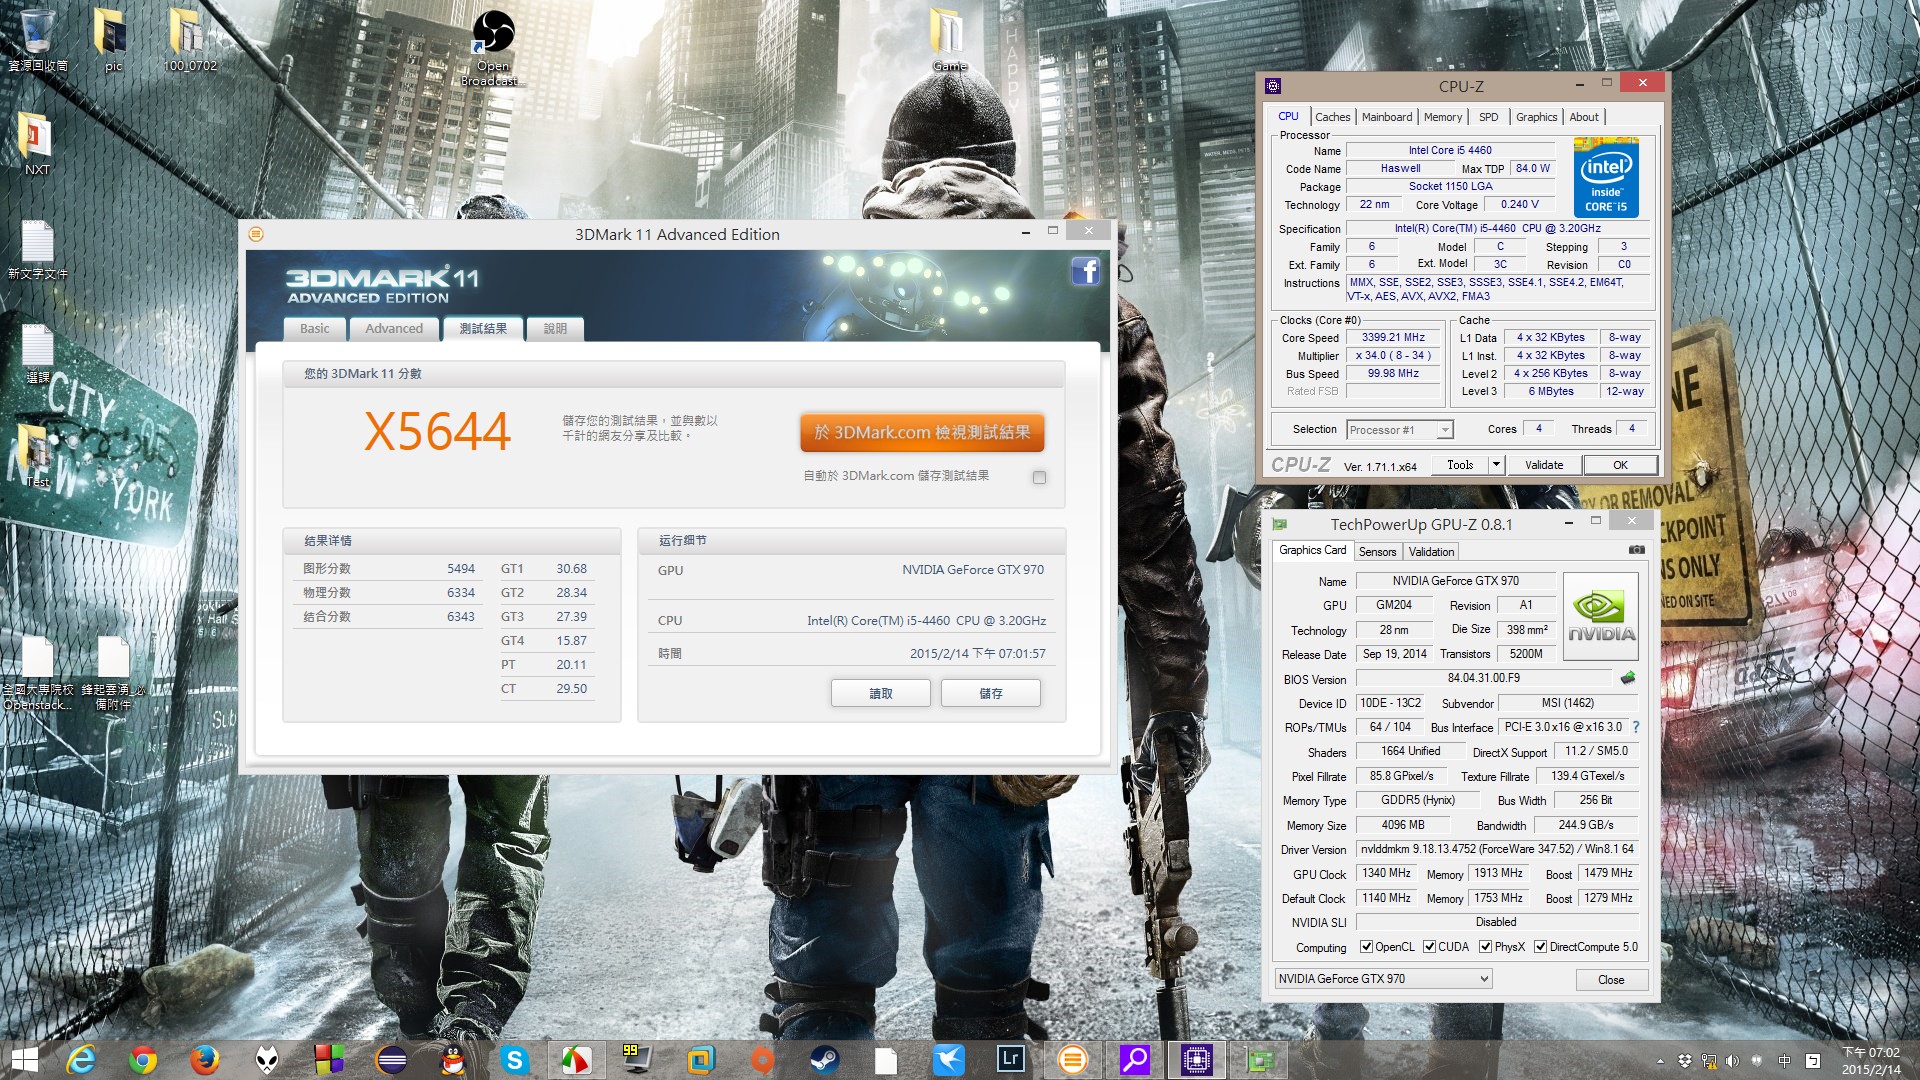 資源回收筒
pic
100_0702
Open
Broadcast...
Game
NXT
新文字文件
選課
Test
全國大專院校
Openstack...
鋒起雲湧_必
備附件
CITY
NEW YORK
HAPPY
3DMark 11 Advanced Edition
3DMARK 11
ADVANCED EDITION
Basic
Advanced
測試結果
說明
您的 3DMark 11 分數
X5644
儲存您的測試結果，並與數以
千計的網友分享及比較。
於 3DMark.com 檢視測試結果
自動於 3DMark.com 儲存測試結果
结果详情
图形分数 5494
物理分数 6334
结合分数 6343
GT1 30.68
GT2 28.34
GT3 27.39
GT4 15.87
PT 20.11
CT 29.50
运行细节
GPU NVIDIA GeForce GTX 970
CPU Intel(R) Core(TM) i5-4460 CPU @ 3.20GHz
時間 2015/2/14 下午 07:01:57
讀取
儲存
CPU-Z
CPU Caches Mainboard Memory SPD Graphics About
Processor
Name Intel Core i5 4460
Code Name Haswell Max TDP 84.0 W
Package Socket 1150 LGA
Technology 22 nm Core Voltage 0.240 V
intel
inside™
CORE™i5
Specification Intel(R) Core(TM) i5-4460 CPU @ 3.20GHz
Family 6 Model C Stepping 3
Ext. Family 6 Ext. Model 3C Revision C0
Instructions MMX, SSE, SSE2, SSE3, SSSE3, SSE4.1, SSE4.2, EM64T,
VT-x, AES, AVX, AVX2, FMA3
Clocks (Core #0)
Core Speed 3399.21 MHz
Multiplier x 34.0 ( 8 - 34 )
Bus Speed 99.98 MHz
Rated FSB
Cache
L1 Data 4 x 32 KBytes 8-way
L1 Inst. 4 x 32 KBytes 8-way
Level 2 4 x 256 KBytes 8-way
Level 3 6 MBytes 12-way
Selection Processor #1 Cores 4 Threads 4
CPU-Z Ver. 1.71.1.x64 Tools Validate OK
TechPowerUp GPU-Z 0.8.1
Graphics Card Sensors Validation
Name NVIDIA GeForce GTX 970
GPU GM204 Revision A1
Technology 28 nm Die Size 398 mm²
Release Date Sep 19, 2014 Transistors 5200M
NVIDIA
BIOS Version 84.04.31.00.F9
Device ID 10DE - 13C2 Subvendor MSI (1462)
ROPs/TMUs 64 / 104 Bus Interface PCI-E 3.0 x16 @ x16 3.0 ?
Shaders 1664 Unified DirectX Support 11.2 / SM5.0
Pixel Fillrate 85.8 GPixel/s Texture Fillrate 139.4 GTexel/s
Memory Type GDDR5 (Hynix) Bus Width 256 Bit
Memory Size 4096 MB Bandwidth 244.9 GB/s
Driver Version nvlddmkm 9.18.13.4752 (ForceWare 347.52) / Win8.1 64
GPU Clock 1340 MHz Memory 1913 MHz Boost 1479 MHz
Default Clock 1140 MHz Memory 1753 MHz Boost 1279 MHz
NVIDIA SLI Disabled
Computing OpenCL CUDA PhysX DirectCompute 5.0
NVIDIA GeForce GTX 970 Close
99
Lr
中
下午 07:02
2015/2/14